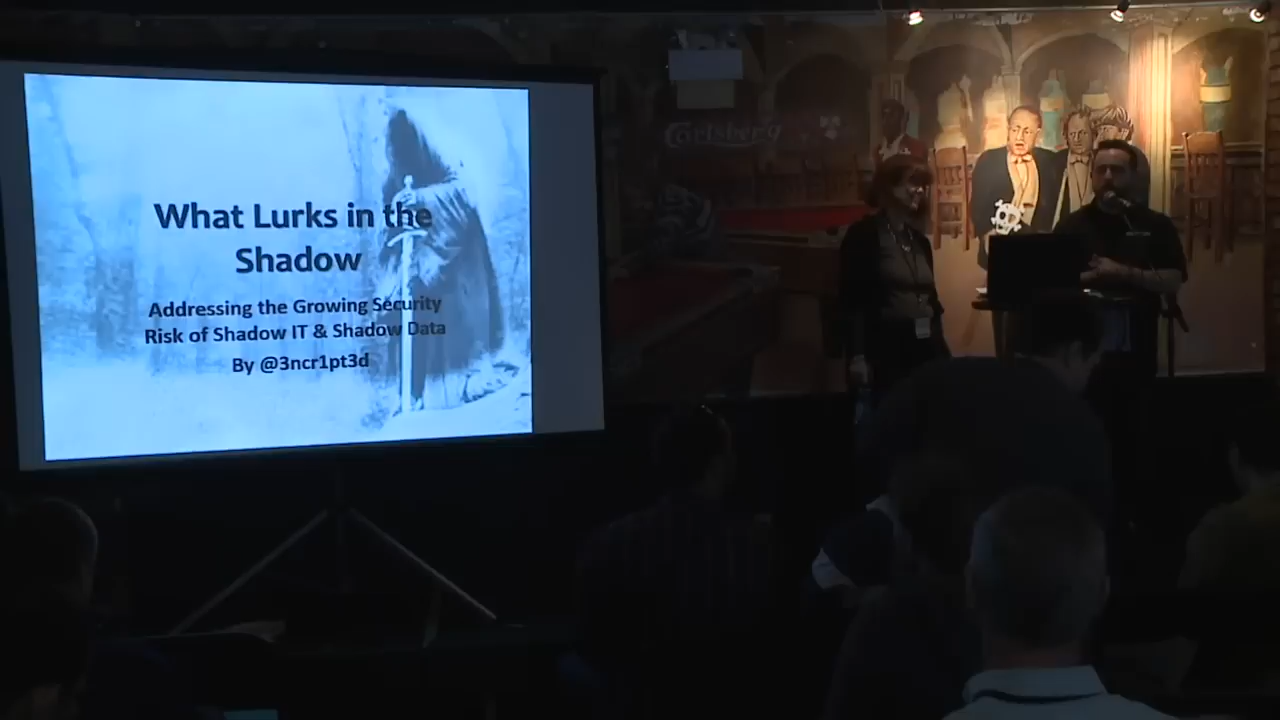 What Lurks in the
Shadow
Addressing the Growing Security
Risk of Shadow IT & Shadow Data
By @3ncr1pt3d
Carlsberg